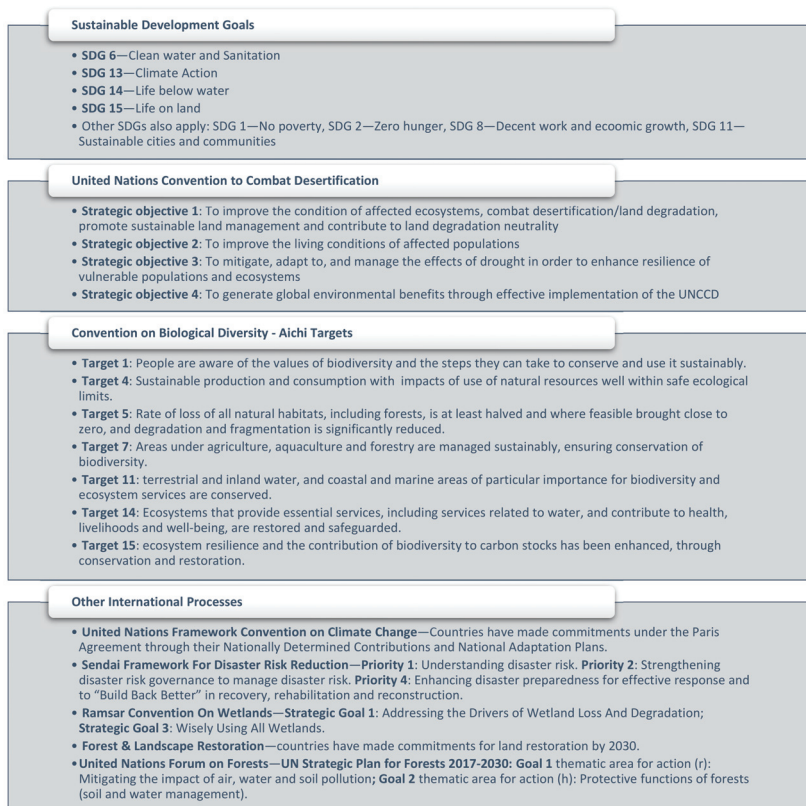 Sustainable Development Goals
• SDG 6—Clean water and Sanitation
• SDG 13—Climate Action
• SDG 14—Life below water
• SDG 15—Life on land
• Other SDGs also apply: SDG 1—No poverty, SDG 2—Zero hunger, SDG 8—Decent work and ecoomic growth, SDG 11—
Sustainable cities and communities
United Nations Convention to Combat Desertification
• Strategic objective 1: To improve the condition of affected ecosystems, combat desertification/land degradation,
promote sustainable land management and contribute to land degradation neutrality
• Strategic objective 2: To improve the living conditions of affected populations
• Strategic objective 3: To mitigate, adapt to, and manage the effects of drought in order to enhance resilience of
vulnerable populations and ecosystems
• Strategic objective 4: To generate global environmental benefits through effective implementation of the UNCCD
Convention on Biological Diversity - Aichi Targets
• Target 1: People are aware of the values of biodiversity and the steps they can take to conserve and use it sustainably.
• Target 4: Sustainable production and consumption with impacts of use of natural resources well within safe ecological
limits.
• Target 5: Rate of loss of all natural habitats, including forests, is at least halved and where feasible brought close to
zero, and degradation and fragmentation is significantly reduced.
• Target 7: Areas under agriculture, aquaculture and forestry are managed sustainably, ensuring conservation of
biodiversity.
• Target 11: terrestrial and inland water, and coastal and marine areas of particular importance for biodiversity and
ecosystem services are conserved.
• Target 14: Ecosystems that provide essential services, including services related to water, and contribute to health,
livelihoods and well-being, are restored and safeguarded.
• Target 15: ecosystem resilience and the contribution of biodiversity to carbon stocks has been enhanced, through
conservation and restoration.
Other International Processes
• United Nations Framework Convention on Climate Change—Countries have made commitments under the Paris
Agreement through their Nationally Determined Contributions and National Adaptation Plans.
• Sendai Framework For Disaster Risk Reduction—Priority 1: Understanding disaster risk. Priority 2: Strengthening
disaster risk governance to manage disaster risk. Priority 4: Enhancing disaster preparedness for effective response and
to “Build Back Better” in recovery, rehabilitation and reconstruction.
• Ramsar Convention On Wetlands—Strategic Goal 1: Addressing the Drivers of Wetland Loss And Degradation;
Strategic Goal 3: Wisely Using All Wetlands.
• Forest & Landscape Restoration—countries have made commitments for land restoration by 2030.
• United Nations Forum on Forests—UN Strategic Plan for Forests 2017-2030: Goal 1 thematic area for action (r):
Mitigating the impact of air, water and soil pollution; Goal 2 thematic area for action (h): Protective functions of forests
(soil and water management).